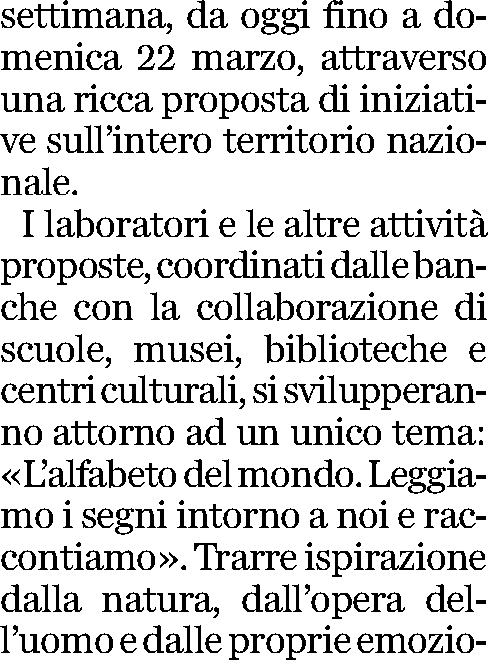 settimana, da oggi fino a do-
menica 22 marzo, attraverso
una ricca proposta di iniziati-
ve sull'intero territorio nazio-
nale.
I laboratori e le altre attività
proposte, coordinati dalle ban-
che con la collaborazione di
scuole, musei, biblioteche e
centri culturali, si svilupperan-
no attorno ad un unico tema:
«L'alfabeto del mondo. Leggia-
mo i segni intorno a noi e rac-
contiamo». Trarre ispirazione
dalla natura, dall'opera del-
l'uomo e dalle proprie emozio-